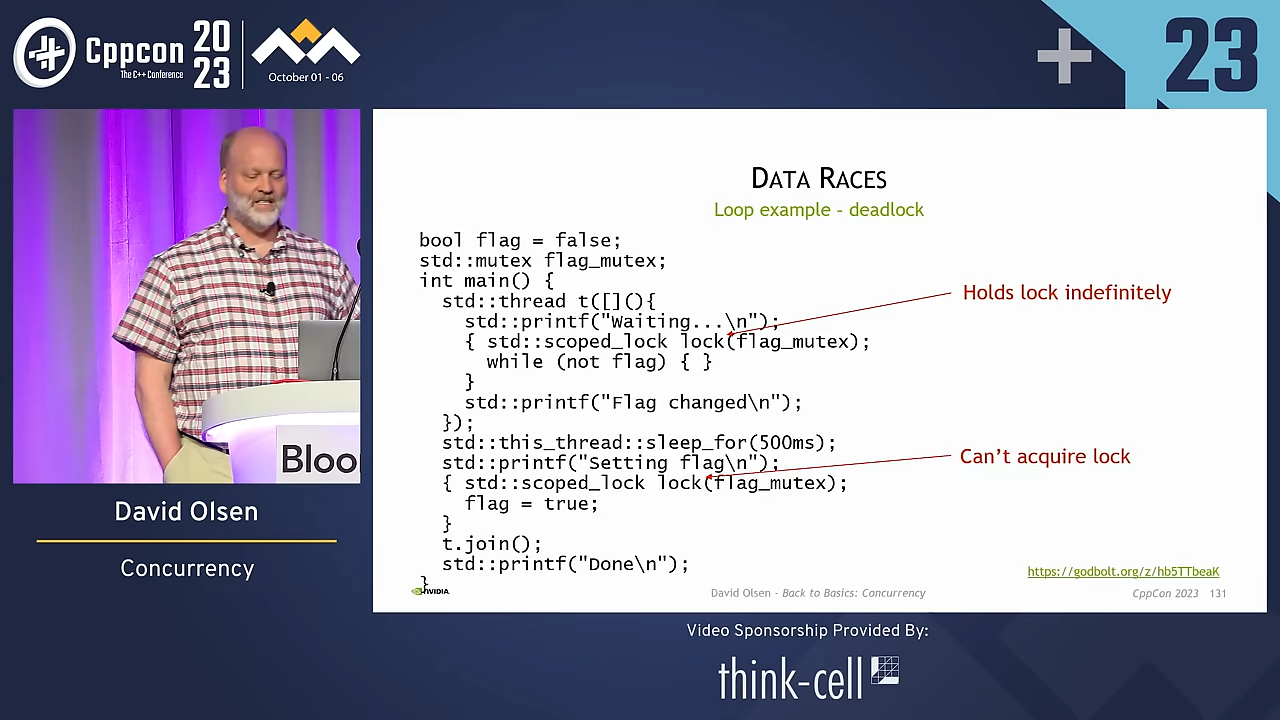 Cppcon
The C++ Conference
20
23
October 01 - 06
23
DATA RACES
Loop example - deadlock
bool flag = false;
std::mutex flag_mutex;
int main() {
std::thread t([](){
std::printf("Waiting...\n");
{ std::scoped_lock lock(flag_mutex);
while (not flag) { }
}
std::printf("Flag changed\n");
});
std::this_thread::sleep_for(500ms);
std::printf("Setting flag\n");
{ std::scoped_lock lock(flag_mutex);
flag = true;
}
t.join();
std::printf("Done\n");
}
Holds lock indefinitely
Can't acquire lock
https://godbolt.org/z/hb5TTbeaK
NVIDIA
David Olsen - Back to Basics: Concurrency
CppCon 2023 131
Bloo
David Olsen
Concurrency
Video Sponsorship Provided By:
think-cell